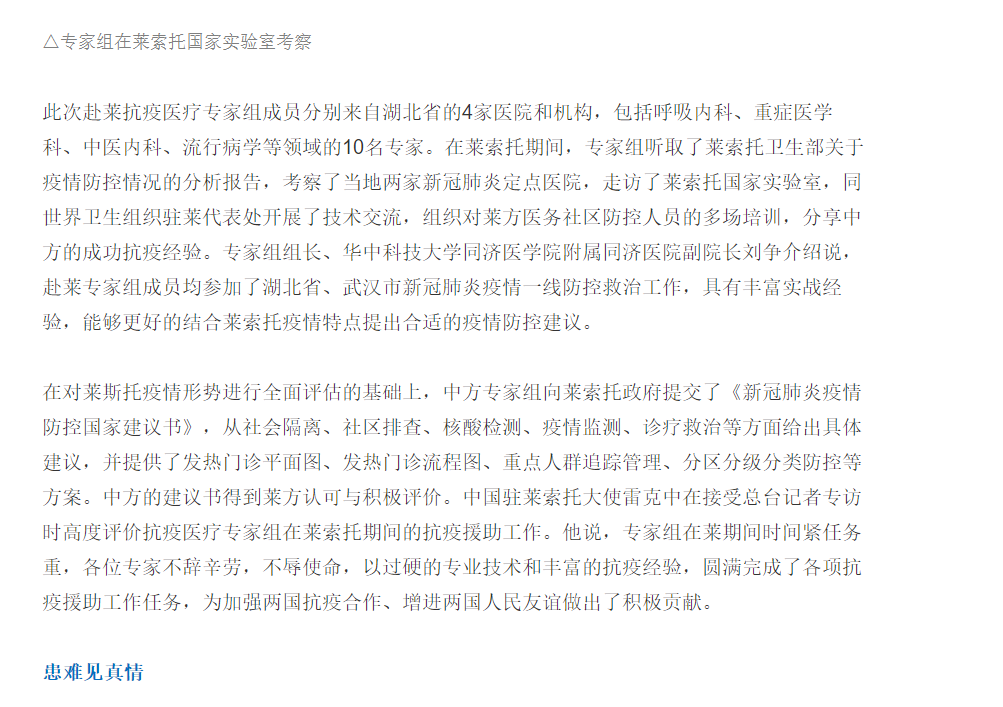 △专家组在莱索托国家实验室考察
此次赴莱抗疫医疗专家组成员分别来自湖北省的4家医院和机构，包括呼吸内科、重症医学
科、中医内科、流行病学等领域的10名专家。在莱索托期间，专家组听取了莱索托卫生部关于
疫情防控情况的分析报告，考察了当地两家新冠肺炎定点医院，走访了莱索托国家实验室，同
世界卫生组织驻莱代表处开展了技术交流，组织对莱方医务社区防控人员的多场培训，分享中
方的成功抗疫经验。专家组组长、华中科技大学同济医学院附属同济医院副院长刘争介绍说，
赴莱专家组成员均参加了湖北省、武汉市新冠肺炎疫情一线防控救治工作，具有丰富实战经
验，能够更好的结合莱索托疫情特点提出合适的疫情防控建议。
在对莱斯托疫情形势进行全面评估的基础上，中方专家组向莱索托政府提交了《新冠肺炎疫情
防控国家建议书》，从社会隔离、社区排查、核酸检测、疫情监测、诊疗救治等方面给出具体
建议，并提供了发热门诊平面图、发热门诊流程图、重点人群追踪管理、分区分级分类防控等
方案。中方的建议书得到莱方认可与积极评价。中国驻莱索托大使雷克中在接受总台记者专访
时高度评价抗疫医疗专家组在莱索托期间的抗疫援助工作。他说，专家组在莱期间时间紧任务
重，各位专家不辞辛劳，不辱使命，以过硬的专业技术和丰富的抗疫经验，圆满完成了各项抗
疫援助工作任务，为加强两国抗疫合作、增进两国人民友谊做出了积极贡献。
患难见真情